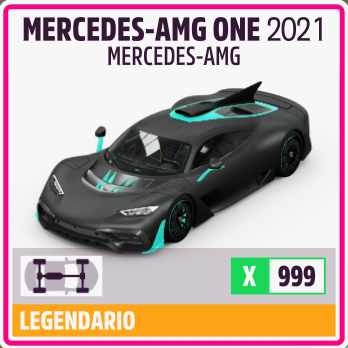 MERCEDES-AMG ONE 2021
MERCEDES-AMG
X 999
LEGENDARIO